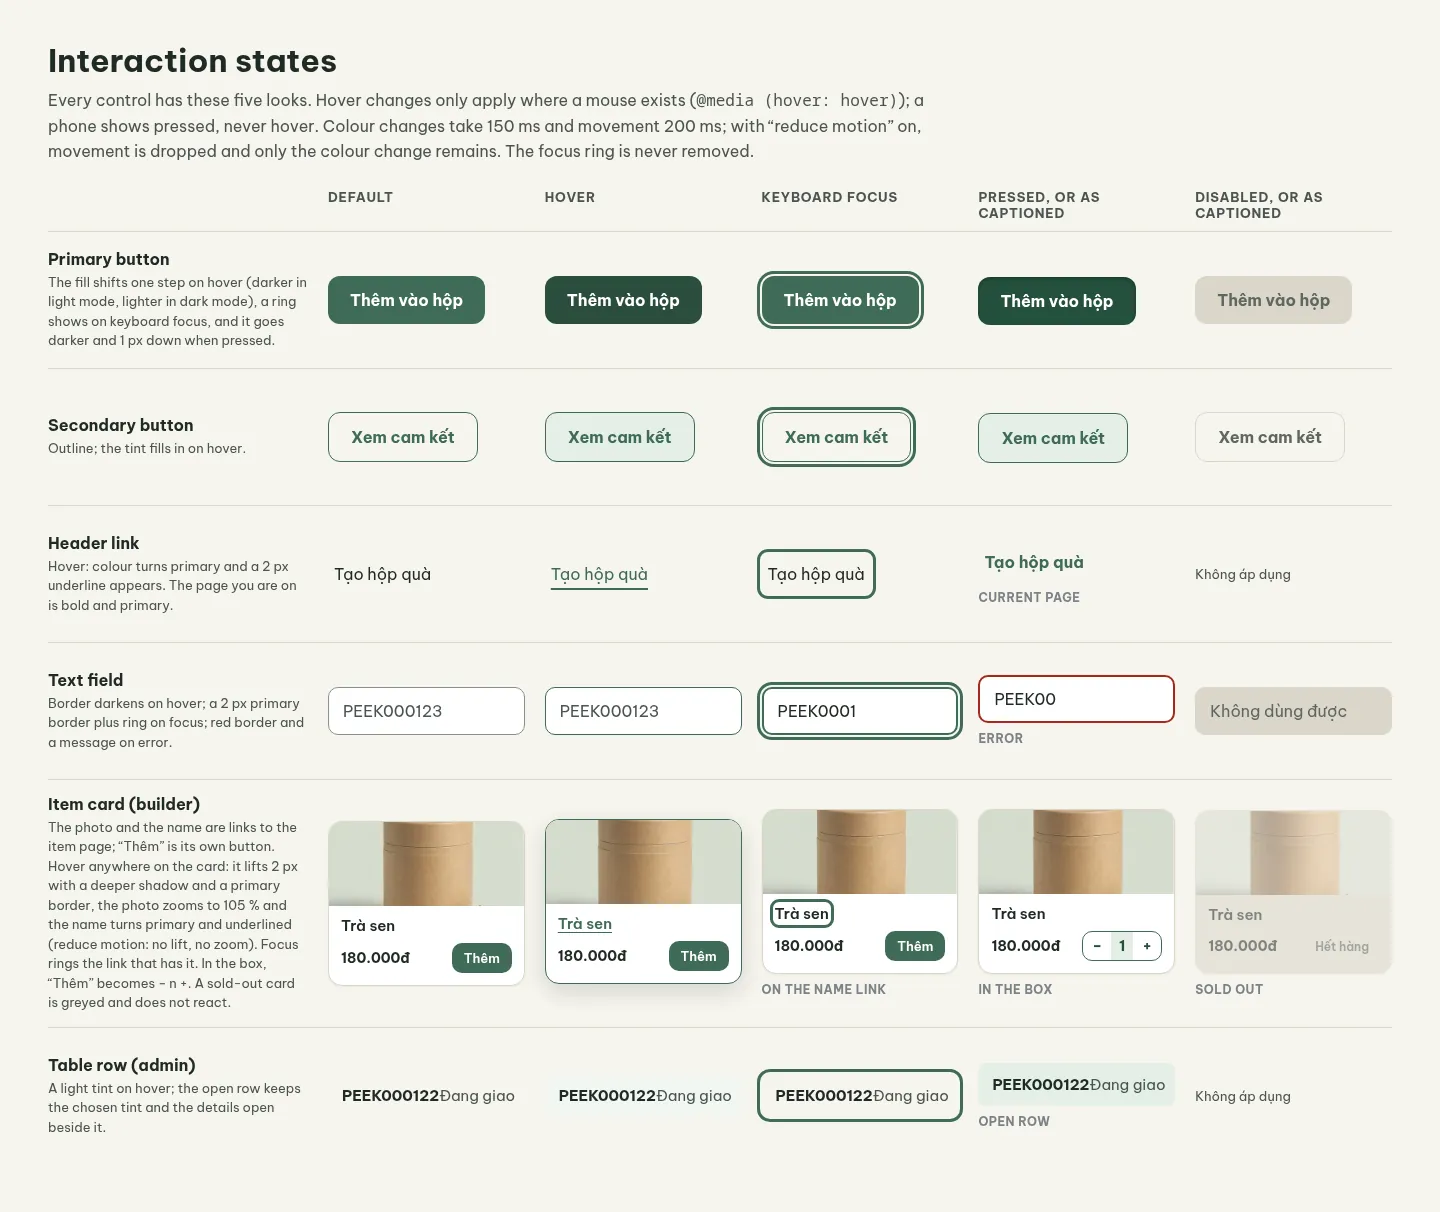 Interaction states
Every control has these five looks. Hover changes only apply where a mouse exists (@media (hover: hover)); a
phone shows pressed, never hover. Colour changes take 150 ms and movement 200 ms; with “reduce motion” on,
movement is dropped and only the colour change remains. The focus ring is never removed.
DEFAULT
HOVER
KEYBOARD FOCUS
PRESSED, OR AS
CAPTIONED
DISABLED, OR AS
CAPTIONED
Primary button
The fill shifts one step on hover (darker in
light mode, lighter in dark mode), a ring
shows on keyboard focus, and it goes
darker and 1 px down when pressed.
Thêm vào hộp
Thêm vào hộp
Thêm vào hộp
Thêm vào hộp
Thêm vào hộp
Secondary button
Outline; the tint fills in on hover.
Xem cam kết
Xem cam kết
Xem cam kết
Xem cam kết
Xem cam kết
Header link
Hover: colour turns primary and a 2 px
underline appears. The page you are on
is bold and primary.
Tạo hộp quà
Tạo hộp quà
Tạo hộp quà
Tạo hộp quà
CURRENT PAGE
Không áp dụng
Text field
Border darkens on hover; a 2 px primary
border plus ring on focus; red border and
a message on error.
PEEK000123
PEEK000123
PEEK0001
PEEK00
ERROR
Không dùng được
Item card (builder)
The photo and the name are links to the
item page; “Thêm” is its own button.
Hover anywhere on the card: it lifts 2 px
with a deeper shadow and a primary
border, the photo zooms to 105 % and
the name turns primary and underlined
(reduce motion: no lift, no zoom). Focus
rings the link that has it. In the box,
“Thêm” becomes − n +. A sold-out card
is greyed and does not react.
Trà sen
180.000đ Thêm
Trà sen
180.000đ Thêm
Trà sen
180.000đ Thêm
ON THE NAME LINK
Trà sen
180.000đ − 1 +
IN THE BOX
Trà sen
180.000đ Hết hàng
SOLD OUT
Table row (admin)
A light tint on hover; the open row keeps
the chosen tint and the details open
beside it.
PEEK000122Đang giao
PEEK000122Đang giao
PEEK000122Đang giao
PEEK000122Đang giao
OPEN ROW
Không áp dụng